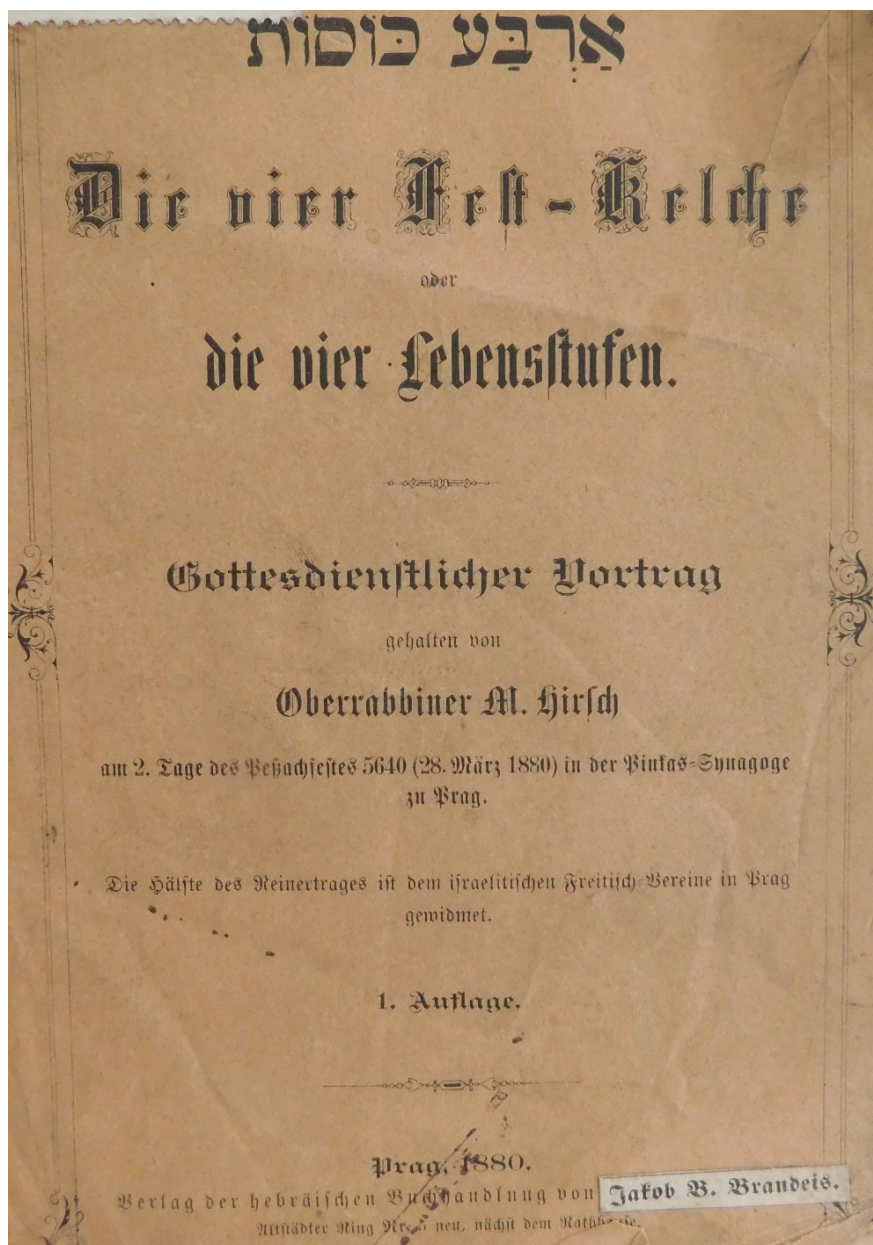 אַרְבַּע כּוֹסוֹת
Die vier Fest-Kelche
oder
die vier Lebensstufen.
Gottesdienstlicher Vortrag
gehalten von
Oberrabbiner M. Hirsch
am 2. Tage des Peßachfestes 5640 (28. März 1880) in der Pinkas-Synagoge
zu Prag.
Die Hälfte des Reinertrages ist dem israelitischen Freitisch-Vereine in Prag
gewidmet.
1. Auflage.
Prag, 1880.
Verlag der hebräischen Buchhandlung von Jakob B. Brandeis.
Altstädter Ring Nr. 5 neu, nächst dem